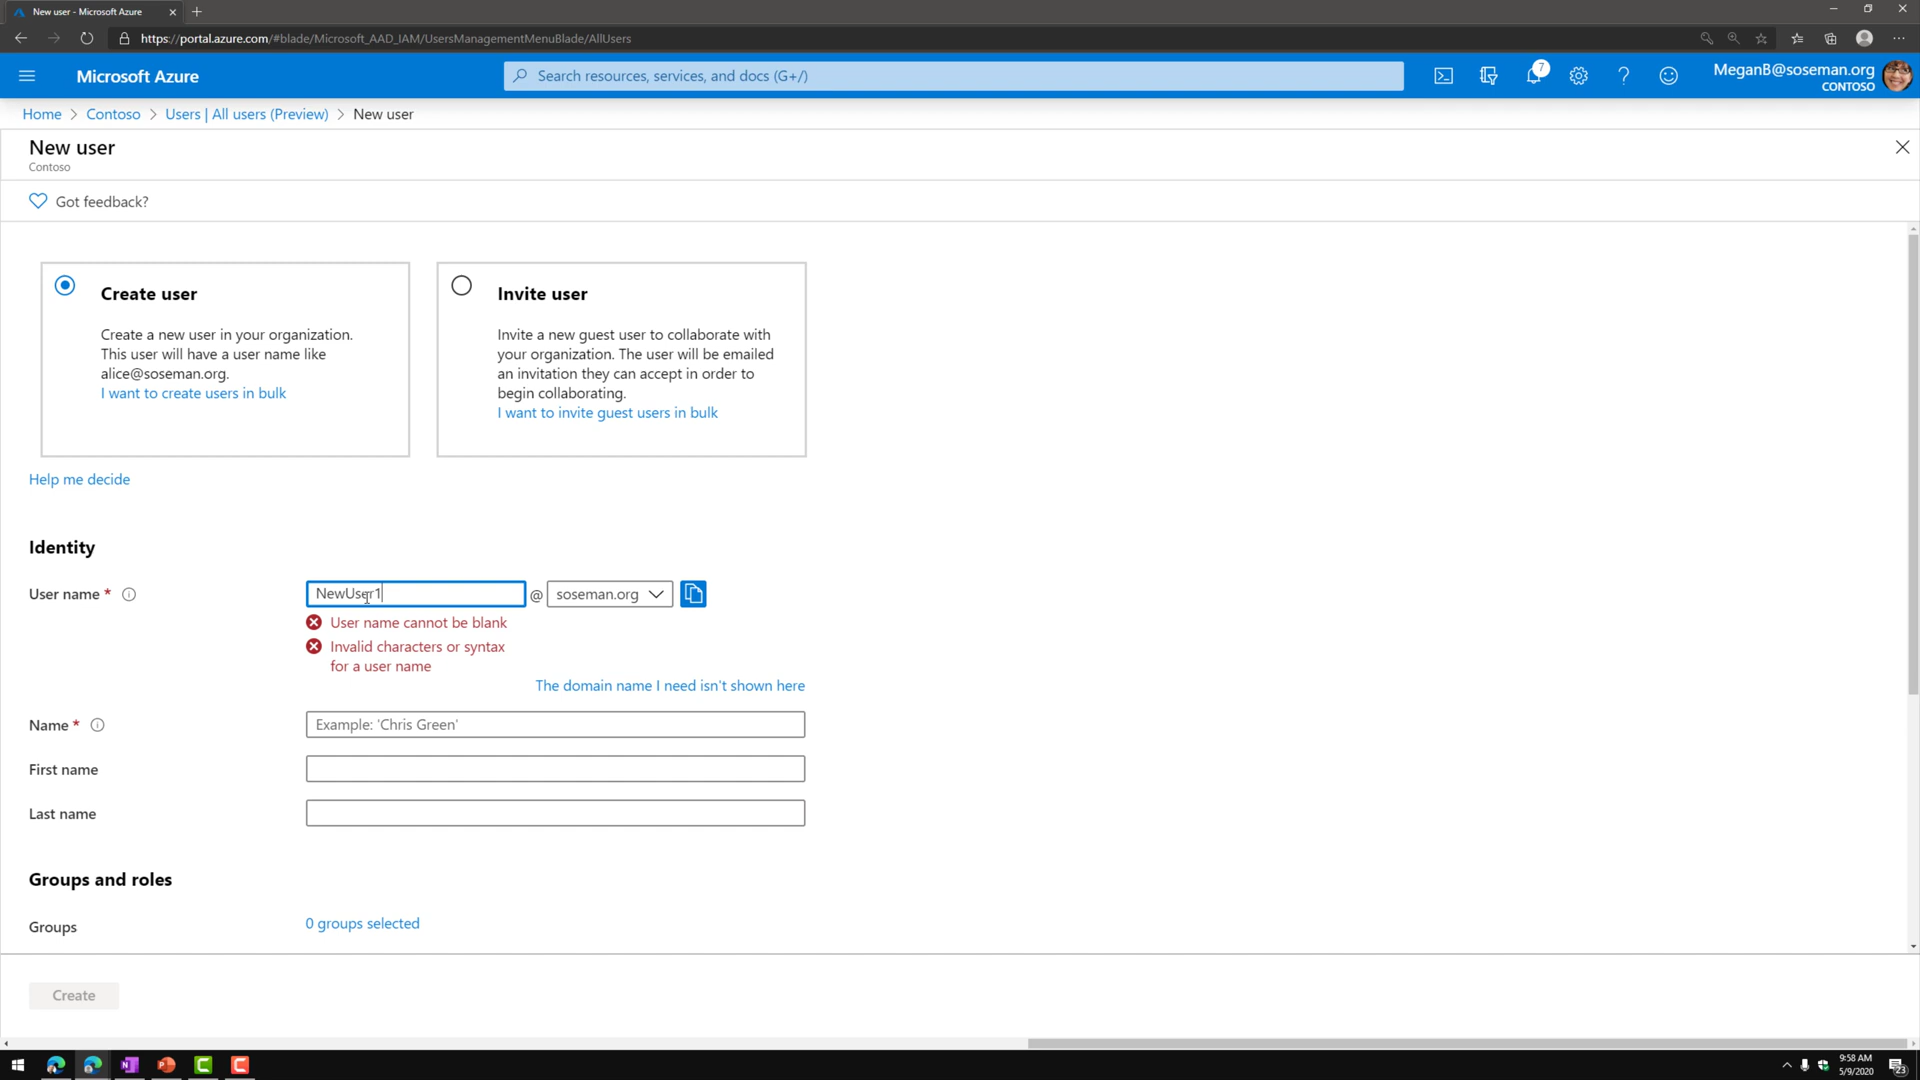 New user - Microsoft Azure
https://portal.azure.com/#blade/Microsoft_AAD_IAM/UsersManagementMenuBlade/AllUsers
Microsoft Azure
Search resources, services, and docs (G+/)
7
MeganB@soseman.org
CONTOSO
Home > Contoso > Users | All users (Preview) > New user
New user
Contoso
Got feedback?
Create user
Create a new user in your organization.
This user will have a user name like
alice@soseman.org.
I want to create users in bulk
Invite user
Invite a new guest user to collaborate with
your organization. The user will be emailed
an invitation they can accept in order to
begin collaborating.
I want to invite guest users in bulk
Help me decide
Identity
User name *
NewUser1
@
soseman.org
User name cannot be blank
Invalid characters or syntax
for a user name
The domain name I need isn't shown here
Name *
Example: 'Chris Green'
First name
Last name
Groups and roles
Groups
0 groups selected
Create
9:58 AM
5/9/2020
23